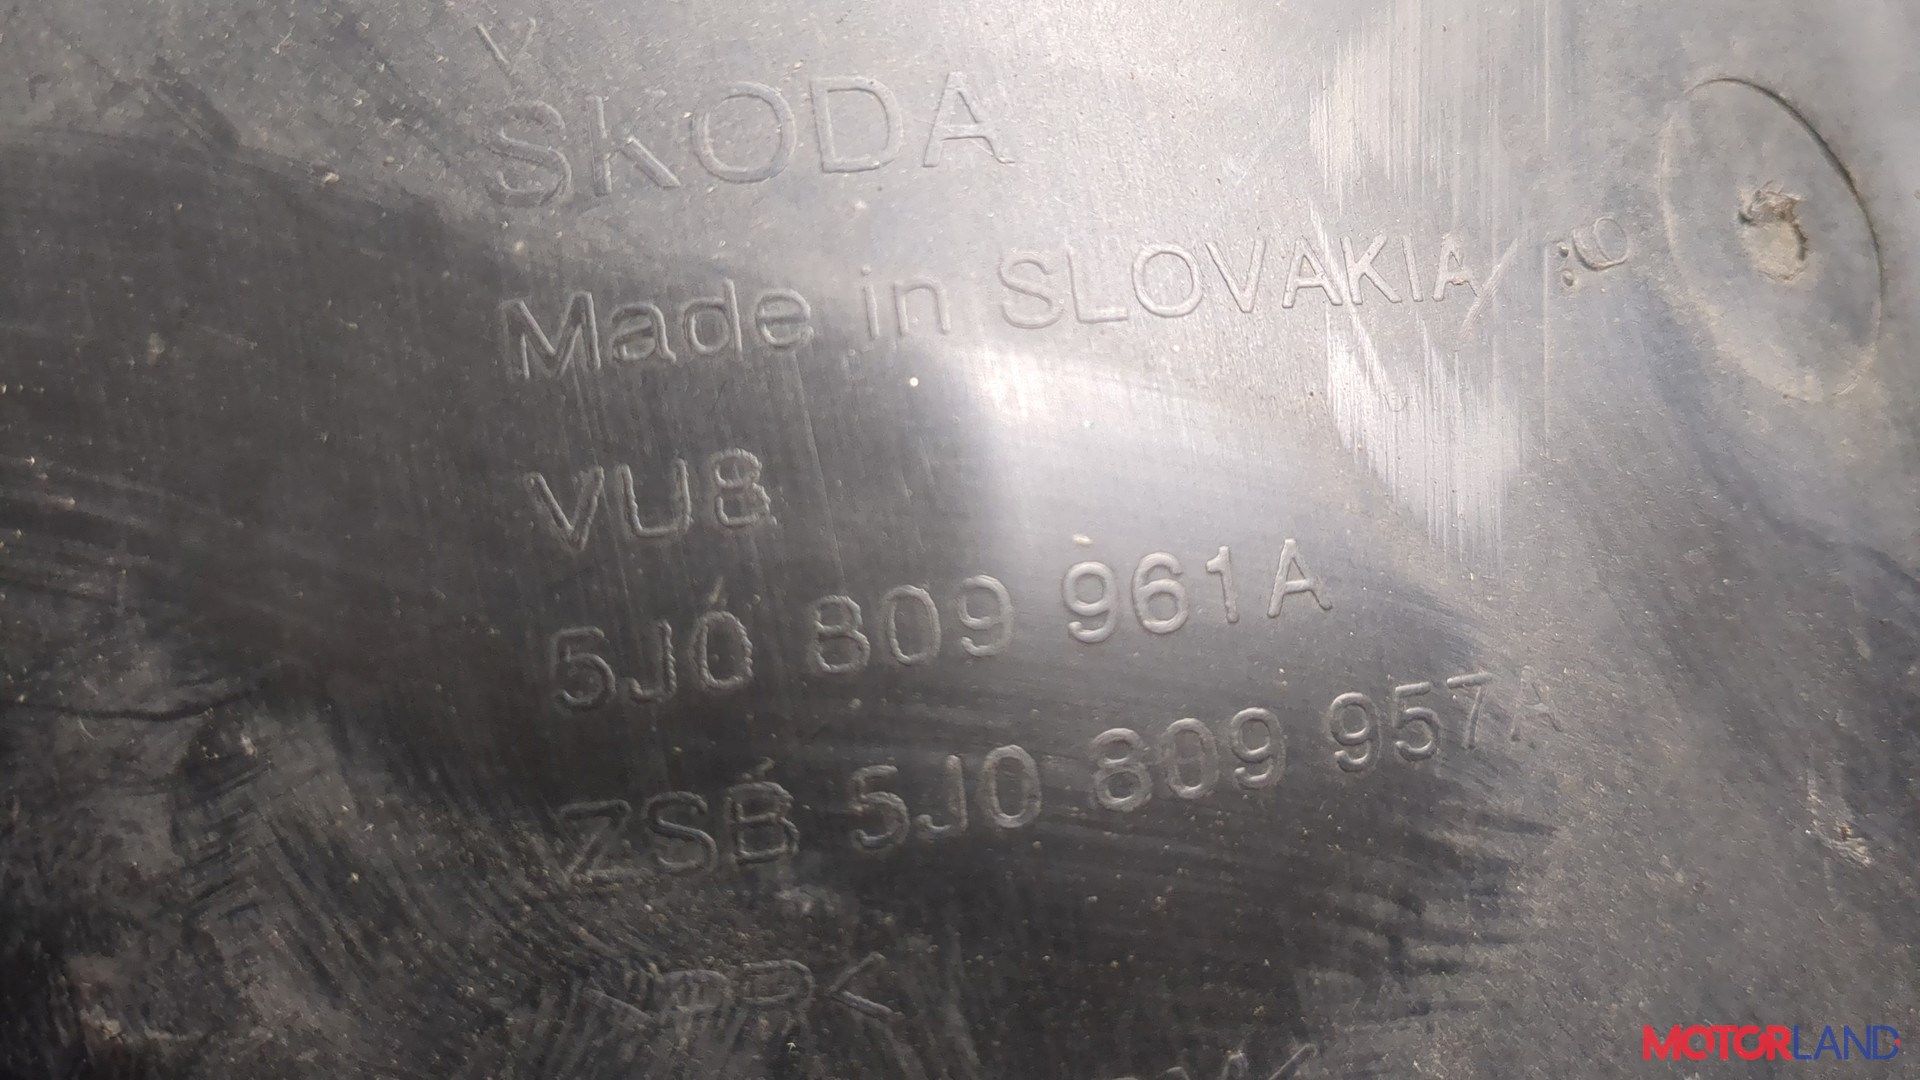 ŠKODA
Made in SLOVAKIA
VU8
5J0 809 961A
ZSB 5J0 809 957A
MOTORLAND